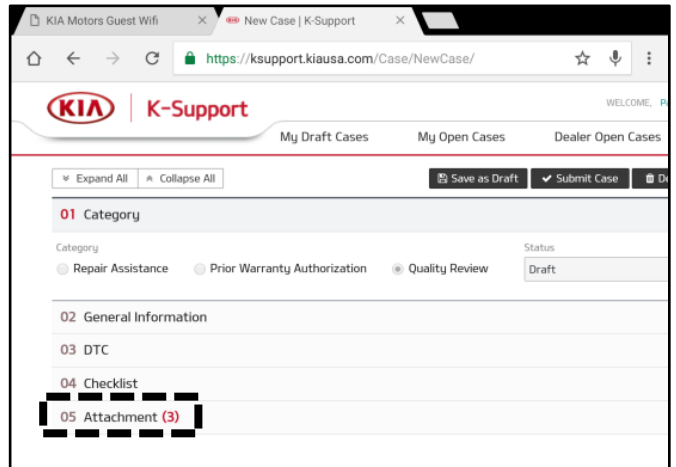 KIA Motors Guest Wifi
New Case | K-Support
https://ksupport.kiausa.com/Case/NewCase/
KIA K-Support
WELCOME,
My Draft Cases My Open Cases Dealer Open Cases
Expand All Collapse All Save as Draft Submit Case
01 Category
Category Status
Repair Assistance Prior Warranty Authorization Quality Review Draft
02 General Information
03 DTC
04 Checklist
05 Attachment (3)